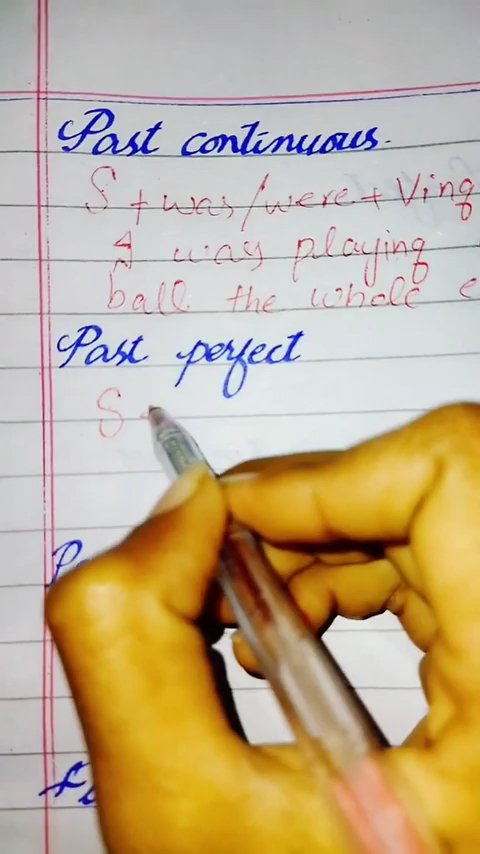 Past continuous.
S + was/were + Ving
I was playing
ball the whole
Past perfect
S